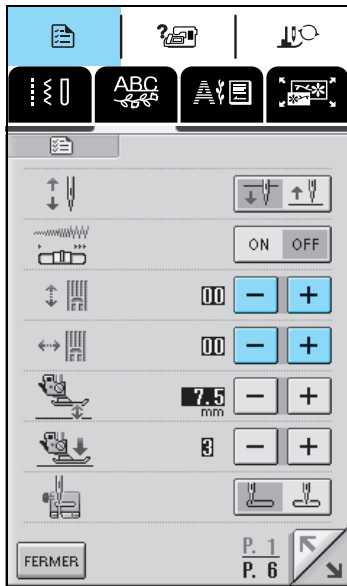 ?
ABC
A
ON OFF
00 - +
00 - +
7.5 - +
mm
3 - +
FERMER
P. 1
P. 6